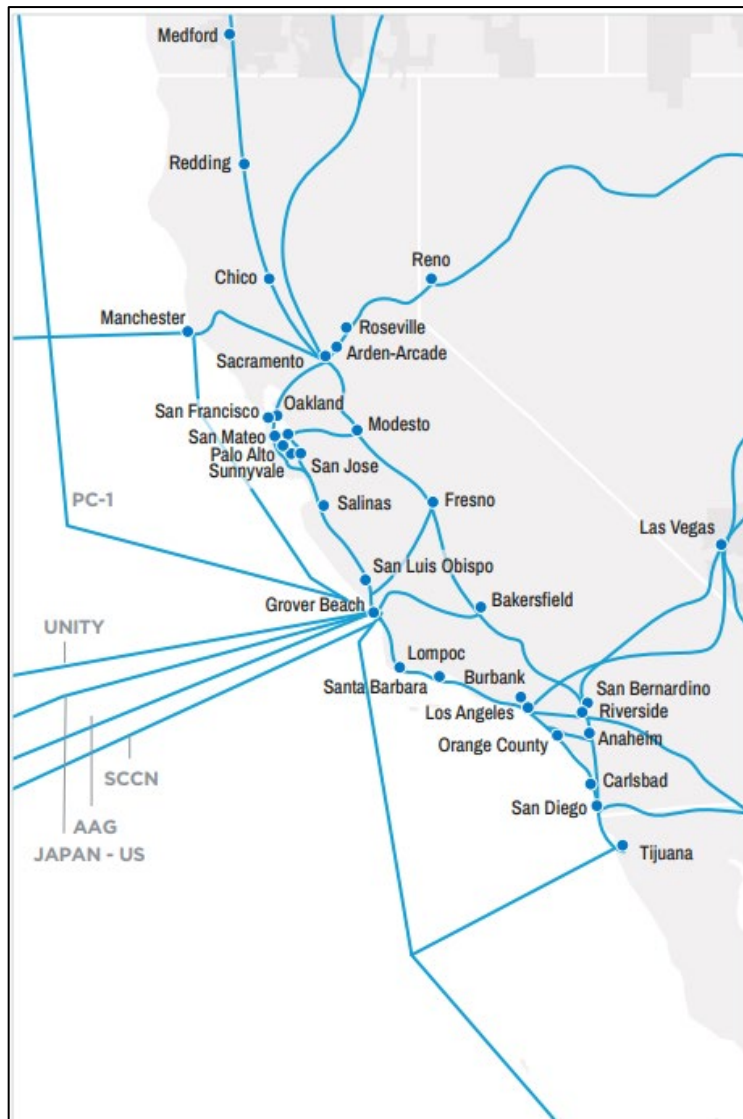 Medford
Redding
Reno
Chico
Manchester
Roseville
Arden-Arcade
Sacramento
San Francisco
Oakland
Modesto
San Mateo
Palo Alto
San Jose
Sunnyvale
PC-1
Salinas
Fresno
Las Vegas
San Luis Obispo
Grover Beach
Bakersfield
UNITY
Lompoc
Santa Barbara
Burbank
San Bernardino
Los Angeles
Riverside
Orange County
Anaheim
SCCN
Carlsbad
San Diego
AAG
JAPAN - US
Tijuana